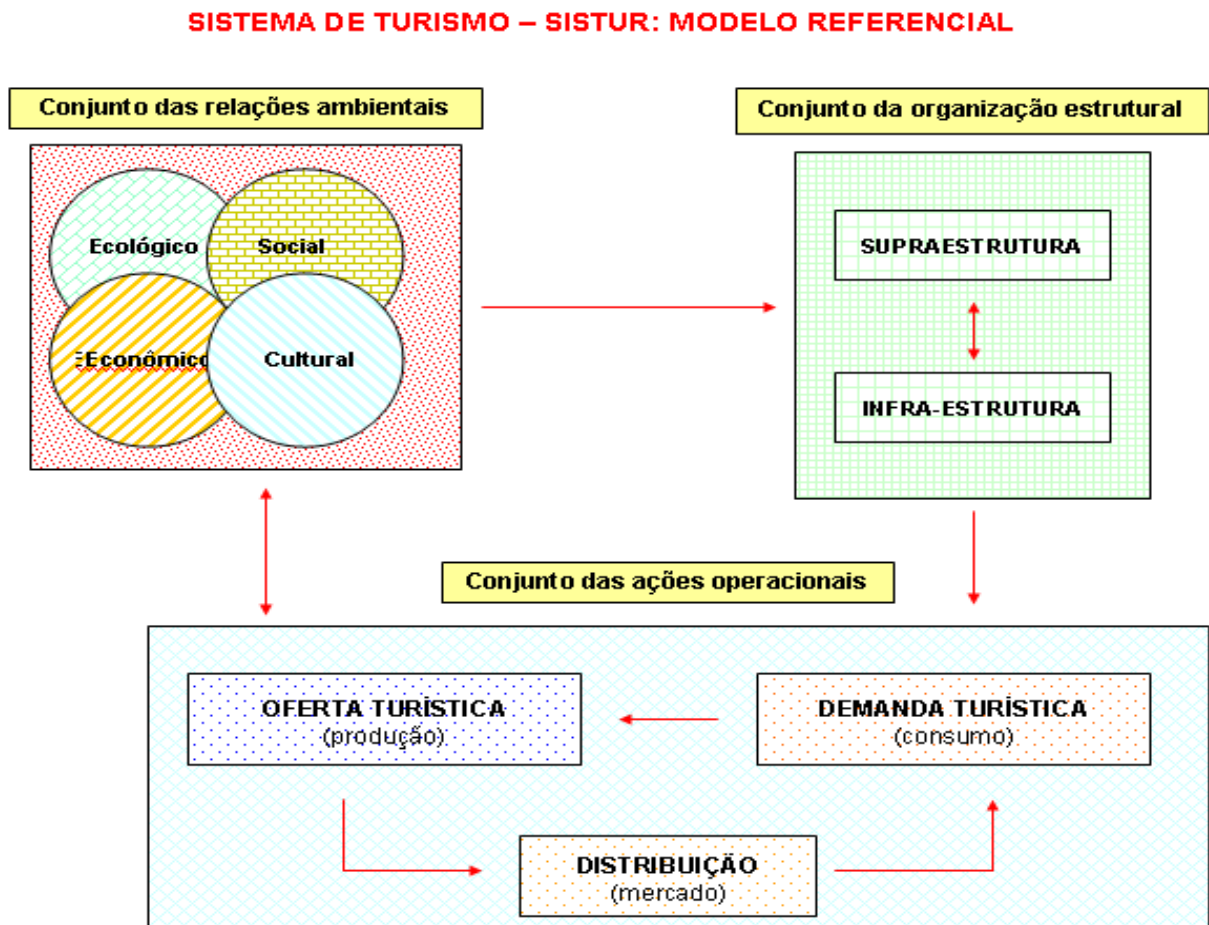 SISTEMA DE TURISMO – SISTUR: MODELO REFERENCIAL
Conjunto das relações ambientais
Conjunto da organização estrutural
Ecológico
Social
Econômico
Cultural
SUPRAESTRUTURA
INFRA-ESTRUTURA
Conjunto das ações operacionais
OFERTA TURÍSTICA
(produção)
DEMANDA TURÍSTICA
(consumo)
DISTRIBUIÇÃO
(mercado)